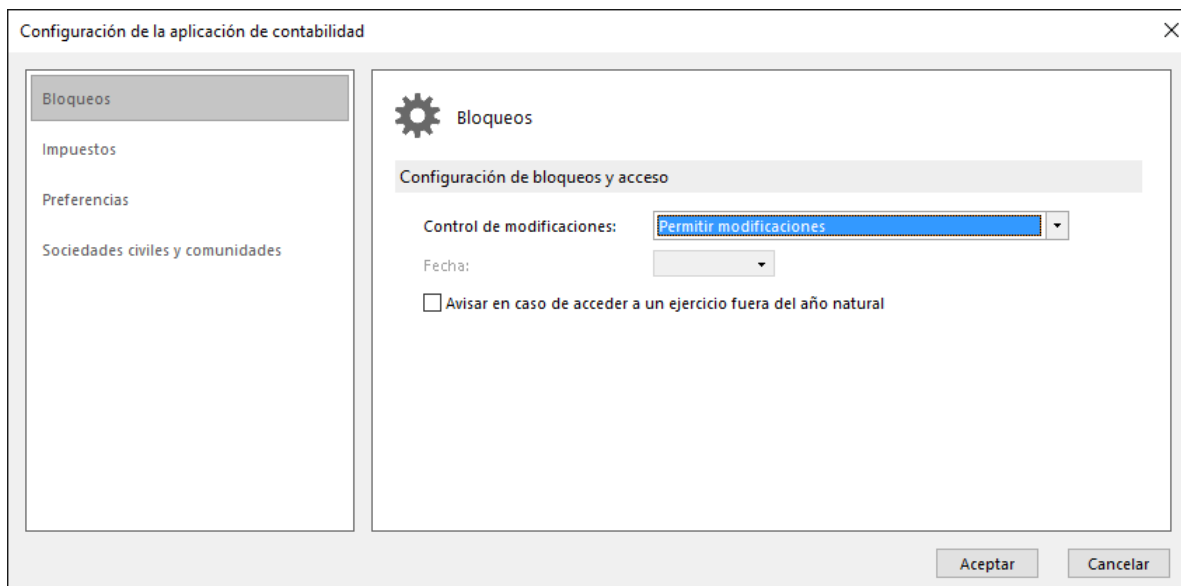 Configuración de la aplicación de contabilidad
Bloqueos
Impuestos
Preferencias
Sociedades civiles y comunidades
Bloqueos
Configuración de bloqueos y acceso
Control de modificaciones: Permitir modificaciones
Fecha:
Avisar en caso de acceder a un ejercicio fuera del año natural
Aceptar Cancelar